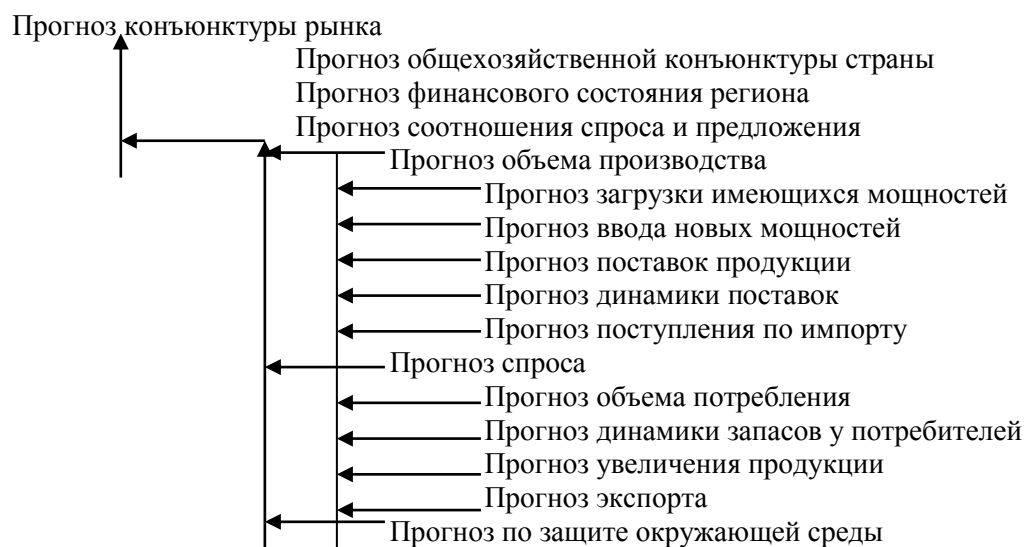 Прогноз конъюнктуры рынка
Прогноз общехозяйственной конъюнктуры страны
Прогноз финансового состояния региона
Прогноз соотношения спроса и предложения
Прогноз объема производства
Прогноз загрузки имеющихся мощностей
Прогноз ввода новых мощностей
Прогноз поставок продукции
Прогноз динамики поставок
Прогноз поступления по импорту
Прогноз спроса
Прогноз объема потребления
Прогноз динамики запасов у потребителей
Прогноз увеличения продукции
Прогноз экспорта
Прогноз по защите окружающей среды